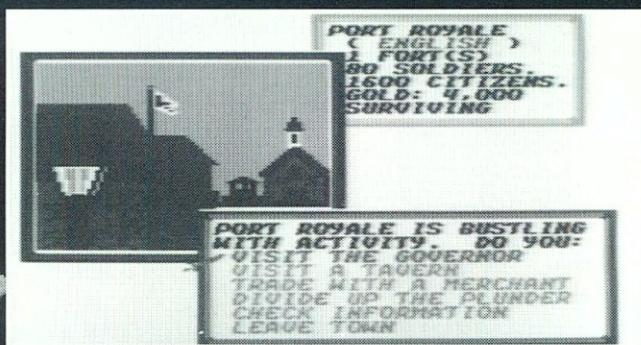 PORT ROYALE
( ENGLISH )
1 FORT(S)
80 SOLDIERS.
1600 CITIZENS.
GOLD: 4,000
SURVIVING
PORT ROYALE IS BUSTLING
WITH ACTIVITY. DO YOU:
VISIT THE GOVERNOR
VISIT A TAVERN
TRADE WITH A MERCHANT
DIVIDE UP THE PLUNDER
CHECK INFORMATION
LEAVE TOWN